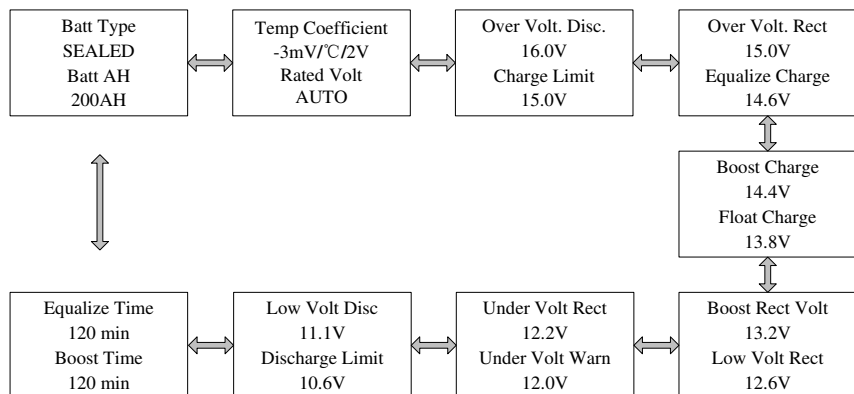 Batt Type
SEALED
Batt AH
200AH
Temp Coefficient
-3mV/℃/2V
Rated Volt
AUTO
Over Volt. Disc.
16.0V
Charge Limit
15.0V
Over Volt. Rect
15.0V
Equalize Charge
14.6V
Boost Charge
14.4V
Float Charge
13.8V
Equalize Time
120 min
Boost Time
120 min
Low Volt Disc
11.1V
Discharge Limit
10.6V
Under Volt Rect
12.2V
Under Volt Warn
12.0V
Boost Rect Volt
13.2V
Low Volt Rect
12.6V